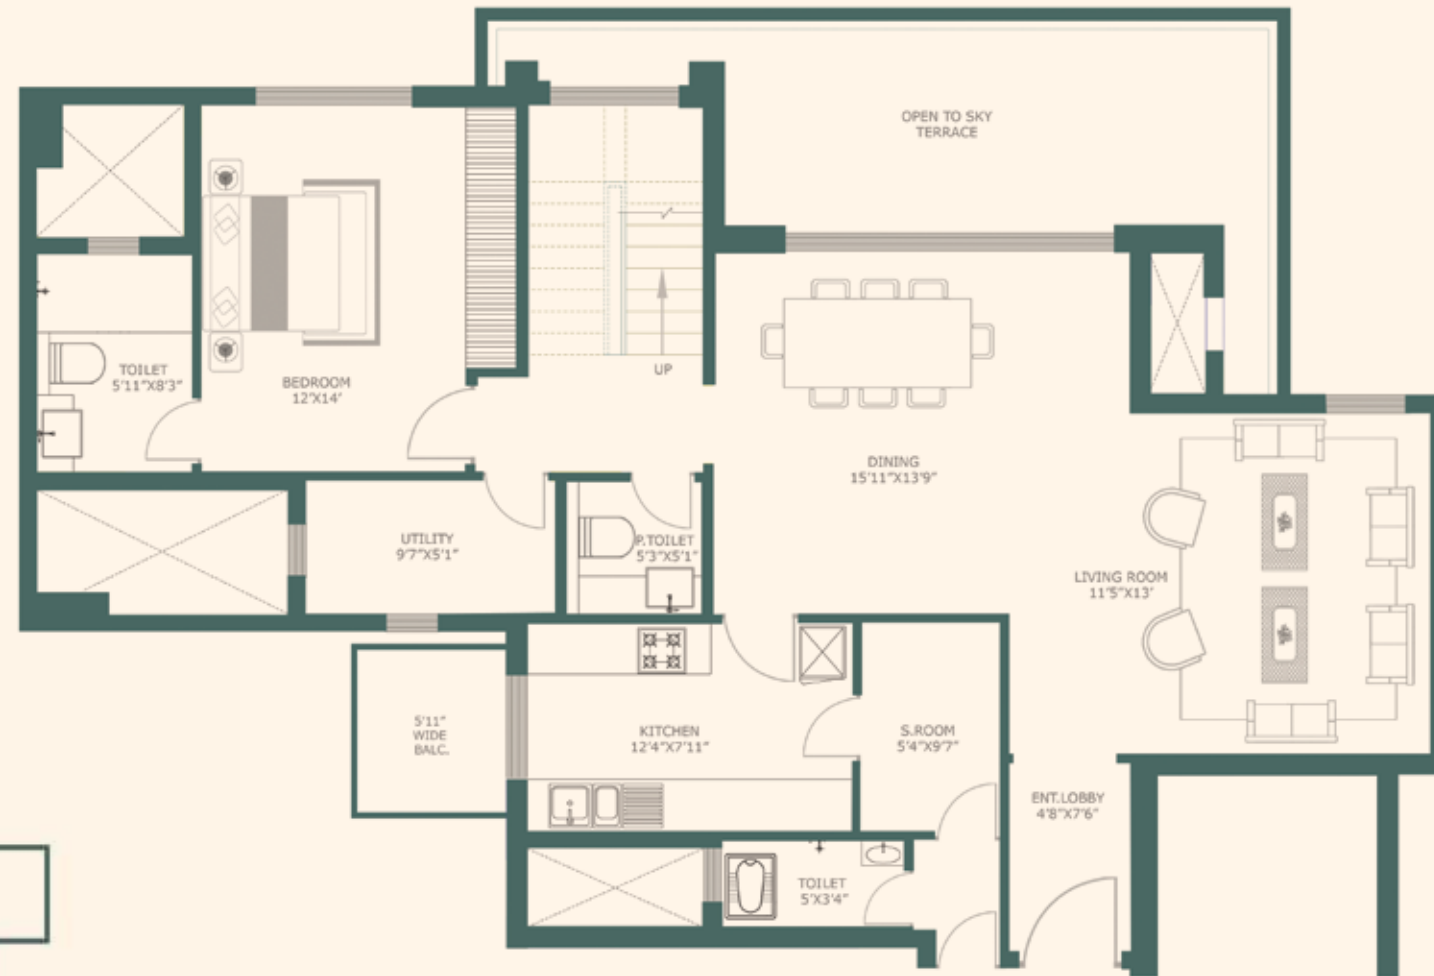 OPEN TO SKY
TERRACE
TOILET
5'11"X8'3"
BEDROOM
12'X14'
UP
DINING
15'11"X13'9"
UTILITY
9'7"X5'1"
P.TOILET
5'3"X5'1"
LIVING ROOM
11'5"X13'
5'11"
WIDE
BALC.
KITCHEN
12'4"X7'11"
S.ROOM
5'4"X9'7"
ENT.LOBBY
4'8"X7'6"
TOILET
5'X3'4"